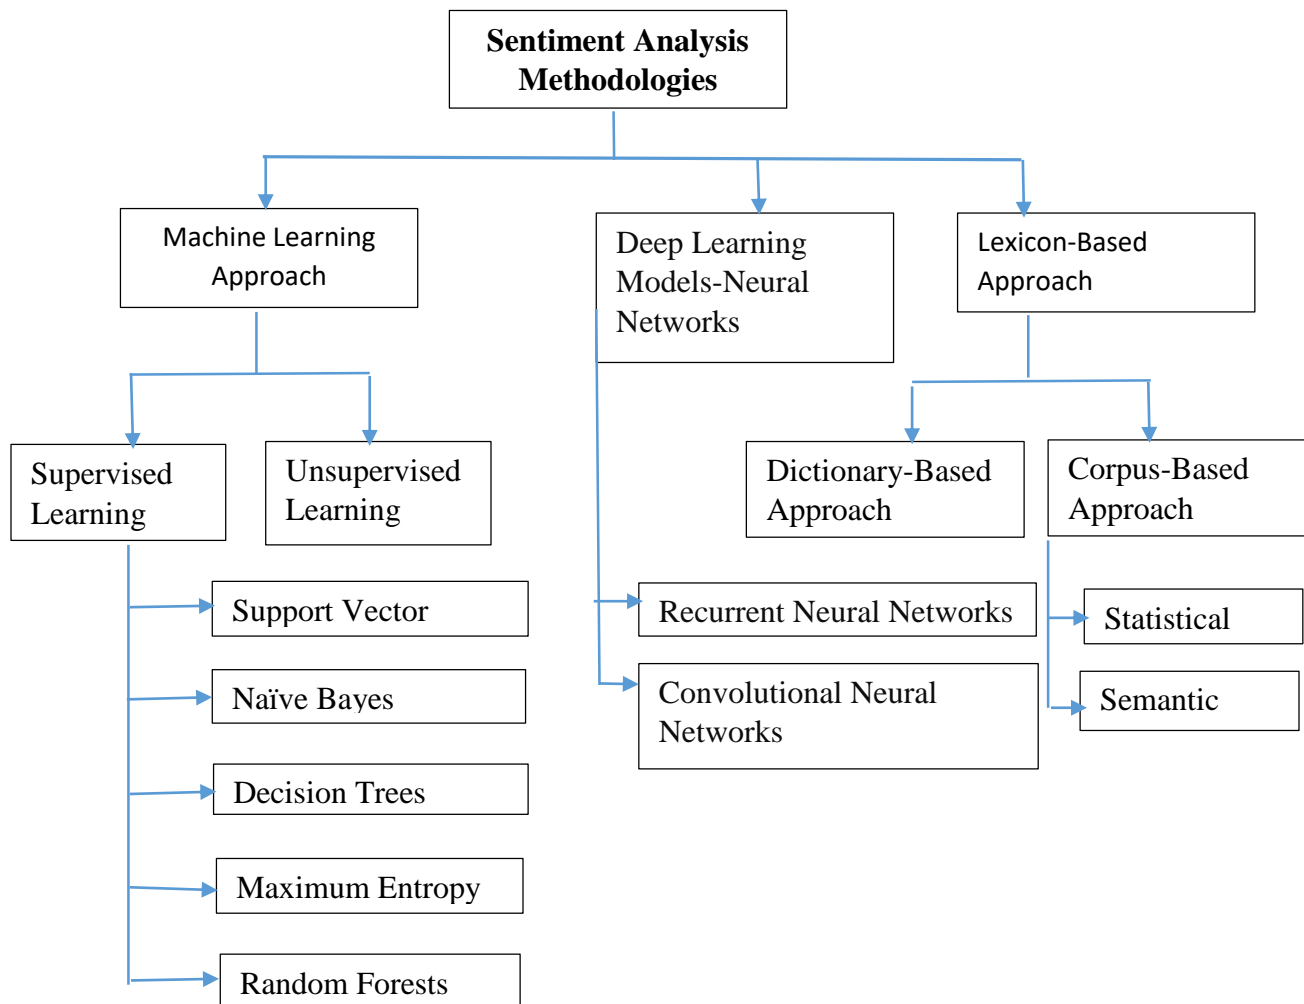 Sentiment Analysis
Methodologies
Machine Learning
Approach
Deep Learning
Models-Neural
Networks
Lexicon-Based
Approach
Supervised
Learning
Unsupervised
Learning
Dictionary-Based
Approach
Corpus-Based
Approach
Support Vector
Naïve Bayes
Decision Trees
Maximum Entropy
Random Forests
Recurrent Neural Networks
Convolutional Neural
Networks
Statistical
Semantic